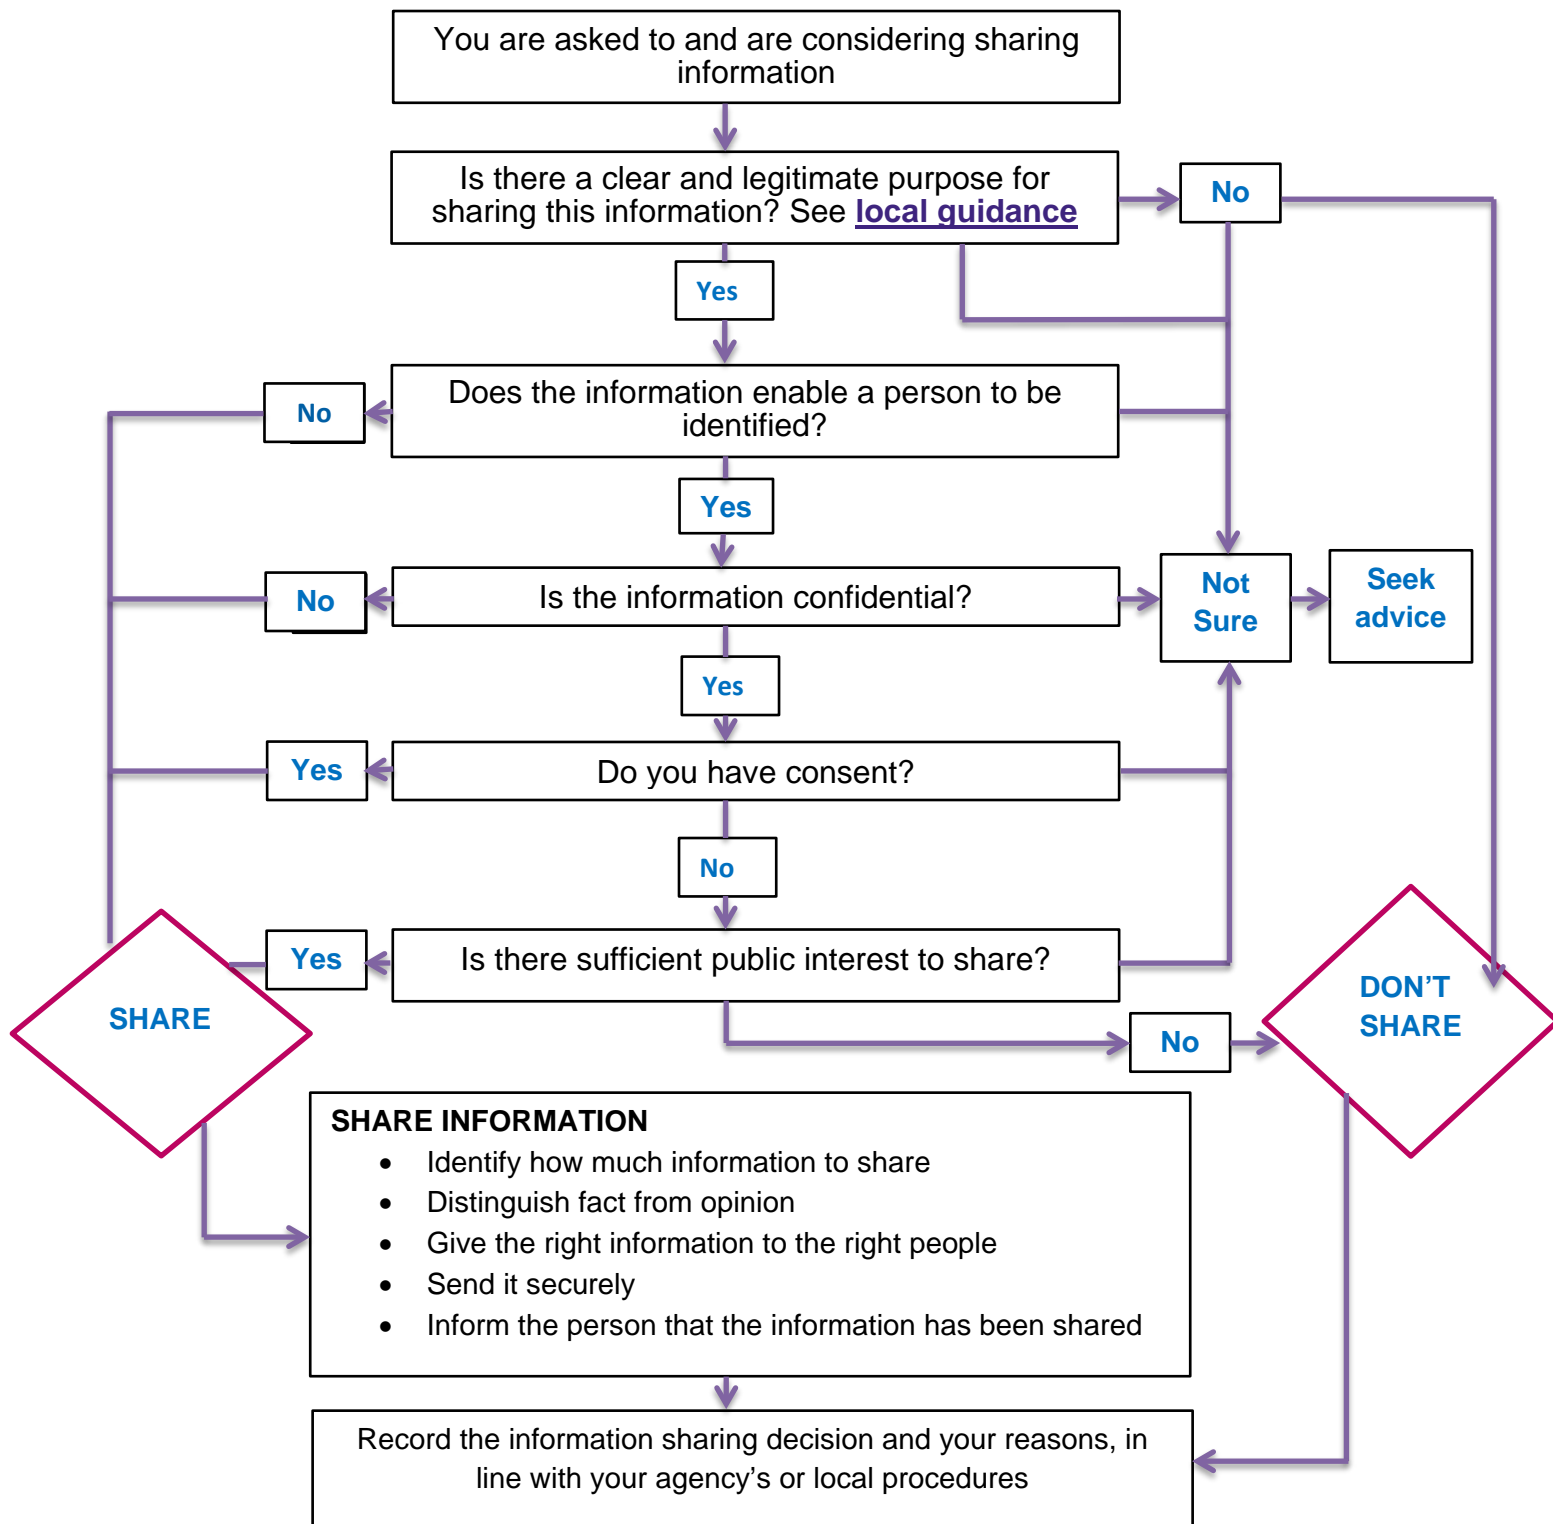 You are asked to and are considering sharing
information
Is there a clear and legitimate purpose for
sharing this information? See local guidance
No
Yes
Does the information enable a person to be
identified?
No
Yes
Is the information confidential?
No
Not
Sure
Seek
advice
Yes
Do you have consent?
Yes
No
Is there sufficient public interest to share?
Yes
SHARE
DON'T
SHARE
No
SHARE INFORMATION
• Identify how much information to share
• Distinguish fact from opinion
• Give the right information to the right people
• Send it securely
• Inform the person that the information has been shared
Record the information sharing decision and your reasons, in
line with your agency's or local procedures